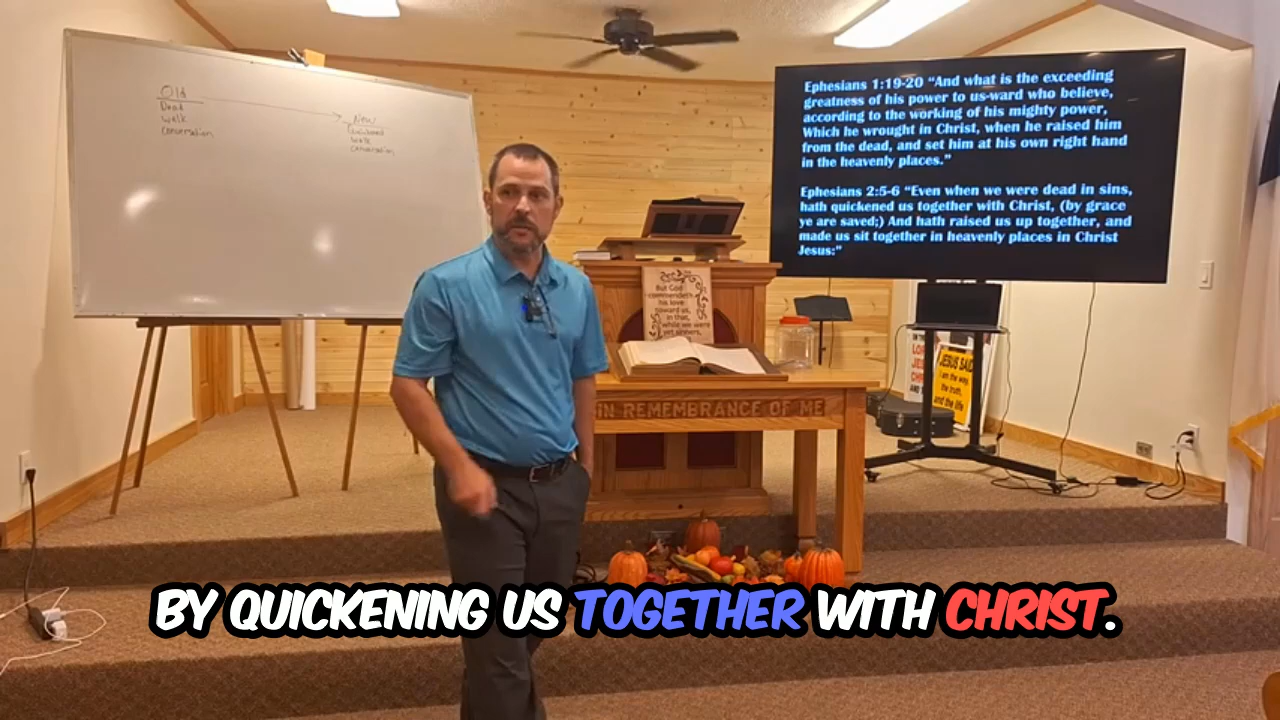 Old
Dead
walk
conversation
New
Quickened
walk
conversation
Ephesians 1:19-20 “And what is the exceeding
greatness of his power to us-ward who believe,
according to the working of his mighty power,
Which he wrought in Christ, when he raised him
from the dead, and set him at his own right hand
in the heavenly places.”
Ephesians 2:5-6 “Even when we were dead in sins,
hath quickened us together with Christ, (by grace
ye are saved;) And hath raised us up together, and
made us sit together in heavenly places in Christ
Jesus:”
But God
commendeth
his love
toward us,
in that,
while we were
yet sinners,
IN REMEMBRANCE OF ME
LOR
JES
CHR
AND
JESUS SAID
I am the way,
the truth,
and the life
BY QUICKENING US TOGETHER WITH CHRIST.